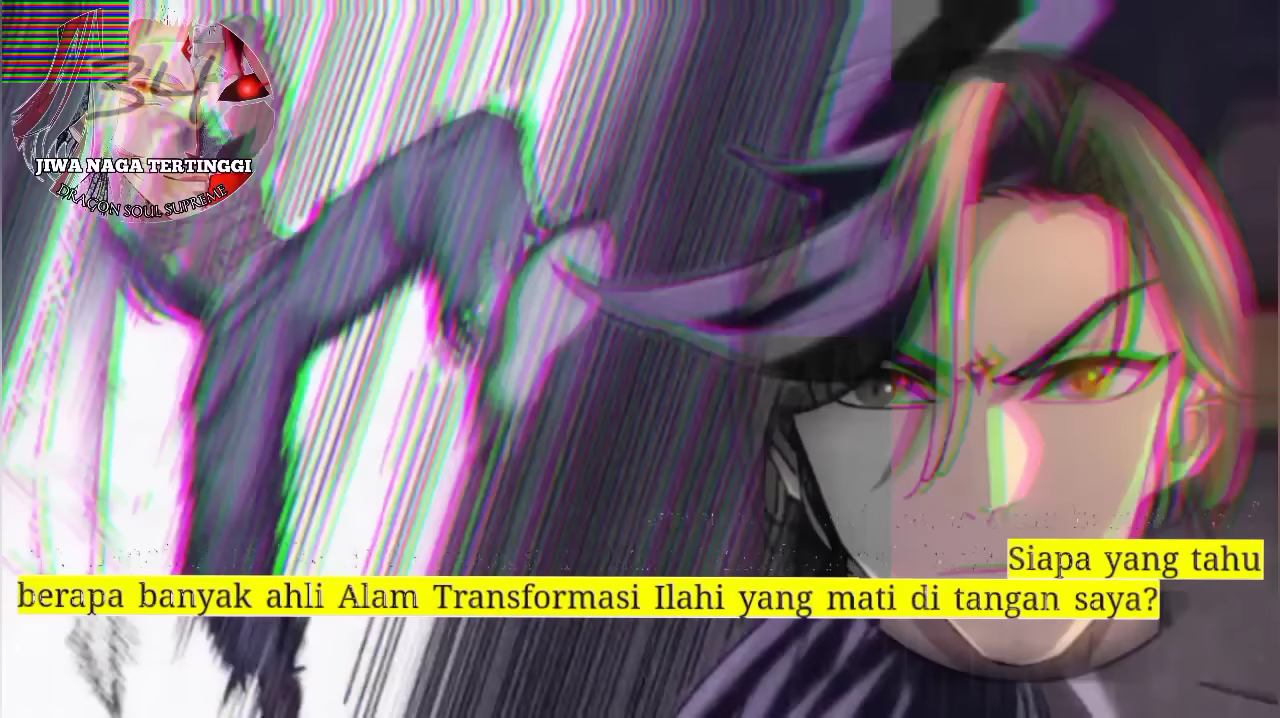 34
JIWA NAGA TERTINGGI
DRAGON SOUL SUPREME
Siapa yang tahu
berapa banyak ahli Alam Transformasi Ilahi yang mati di tangan saya?